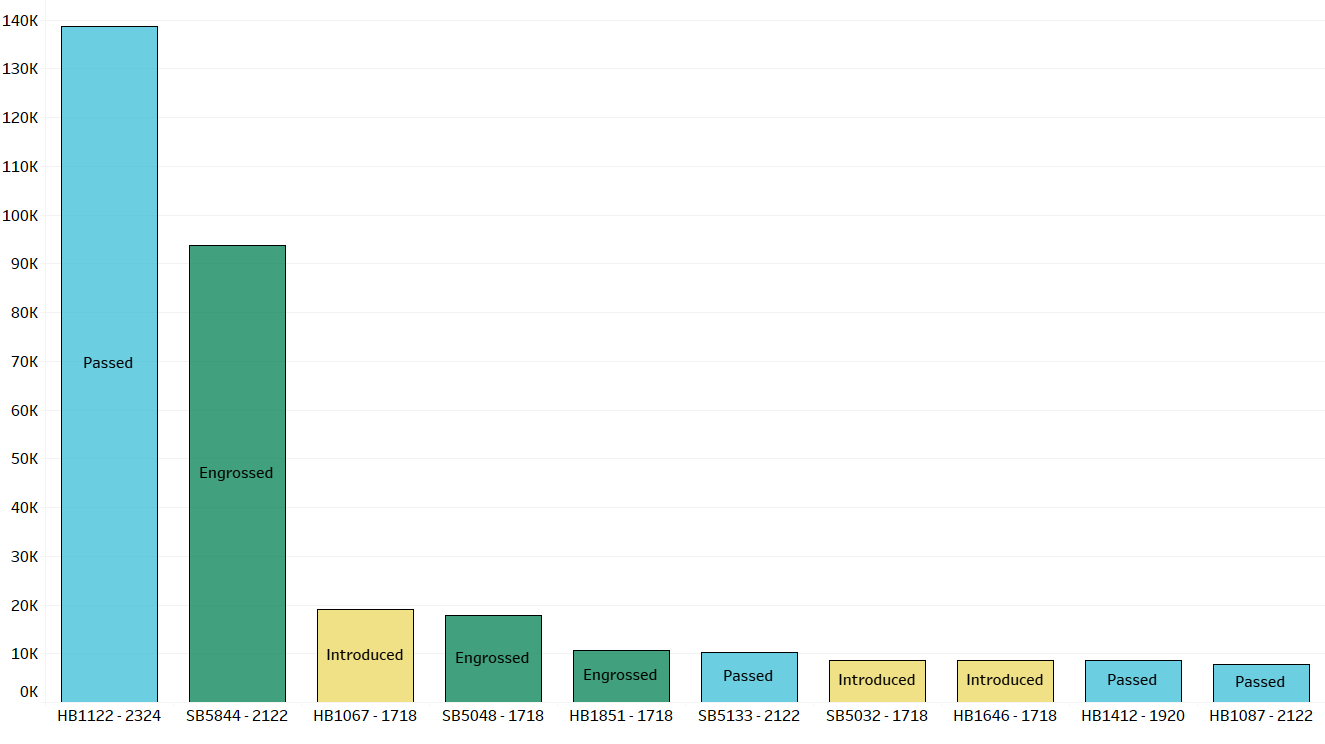 140K
130K
120K
110K
100K
90K
80K
70K
60K
50K
40K
30K
20K
10K
0K
Passed
Engrossed
Introduced
Engrossed
Engrossed
Passed
Introduced
Introduced
Passed
Passed
HB1122 - 2324
SB5844 - 2122
HB1067 - 1718
SB5048 - 1718
HB1851 - 1718
SB5133 - 2122
SB5032 - 1718
HB1646 - 1718
HB1412 - 1920
HB1087 - 2122